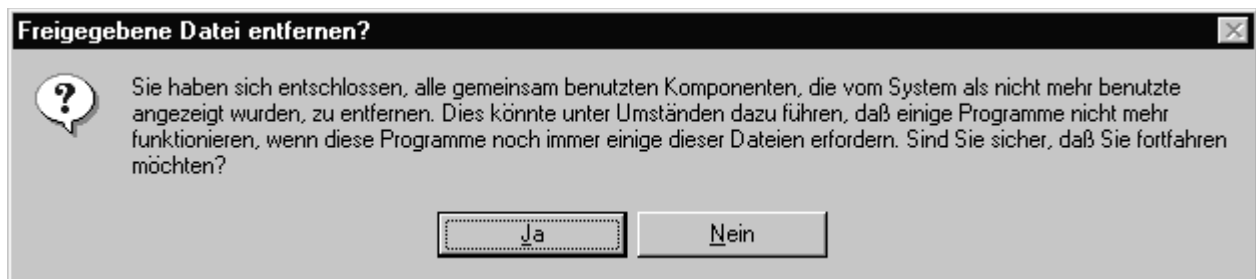 Freigegebene Datei entfernen?
Sie haben sich entschlossen, alle gemeinsam benutzten Komponenten, die vom System als nicht mehr benutzte
angezeigt wurden, zu entfernen. Dies könnte unter Umständen dazu führen, daß einige Programme nicht mehr
funktionieren, wenn diese Programme noch immer einige dieser Dateien erfordern. Sind Sie sicher, daß Sie fortfahren
möchten?
Ja Nein